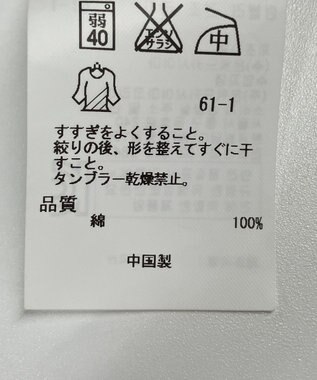 弱 40 エンソ サラシ 中
61-1
すすぎをよくすること。
絞りの後、形を整えてすぐに干
すこと。
タンブラー乾燥禁止。
品質
綿 100%
中国製